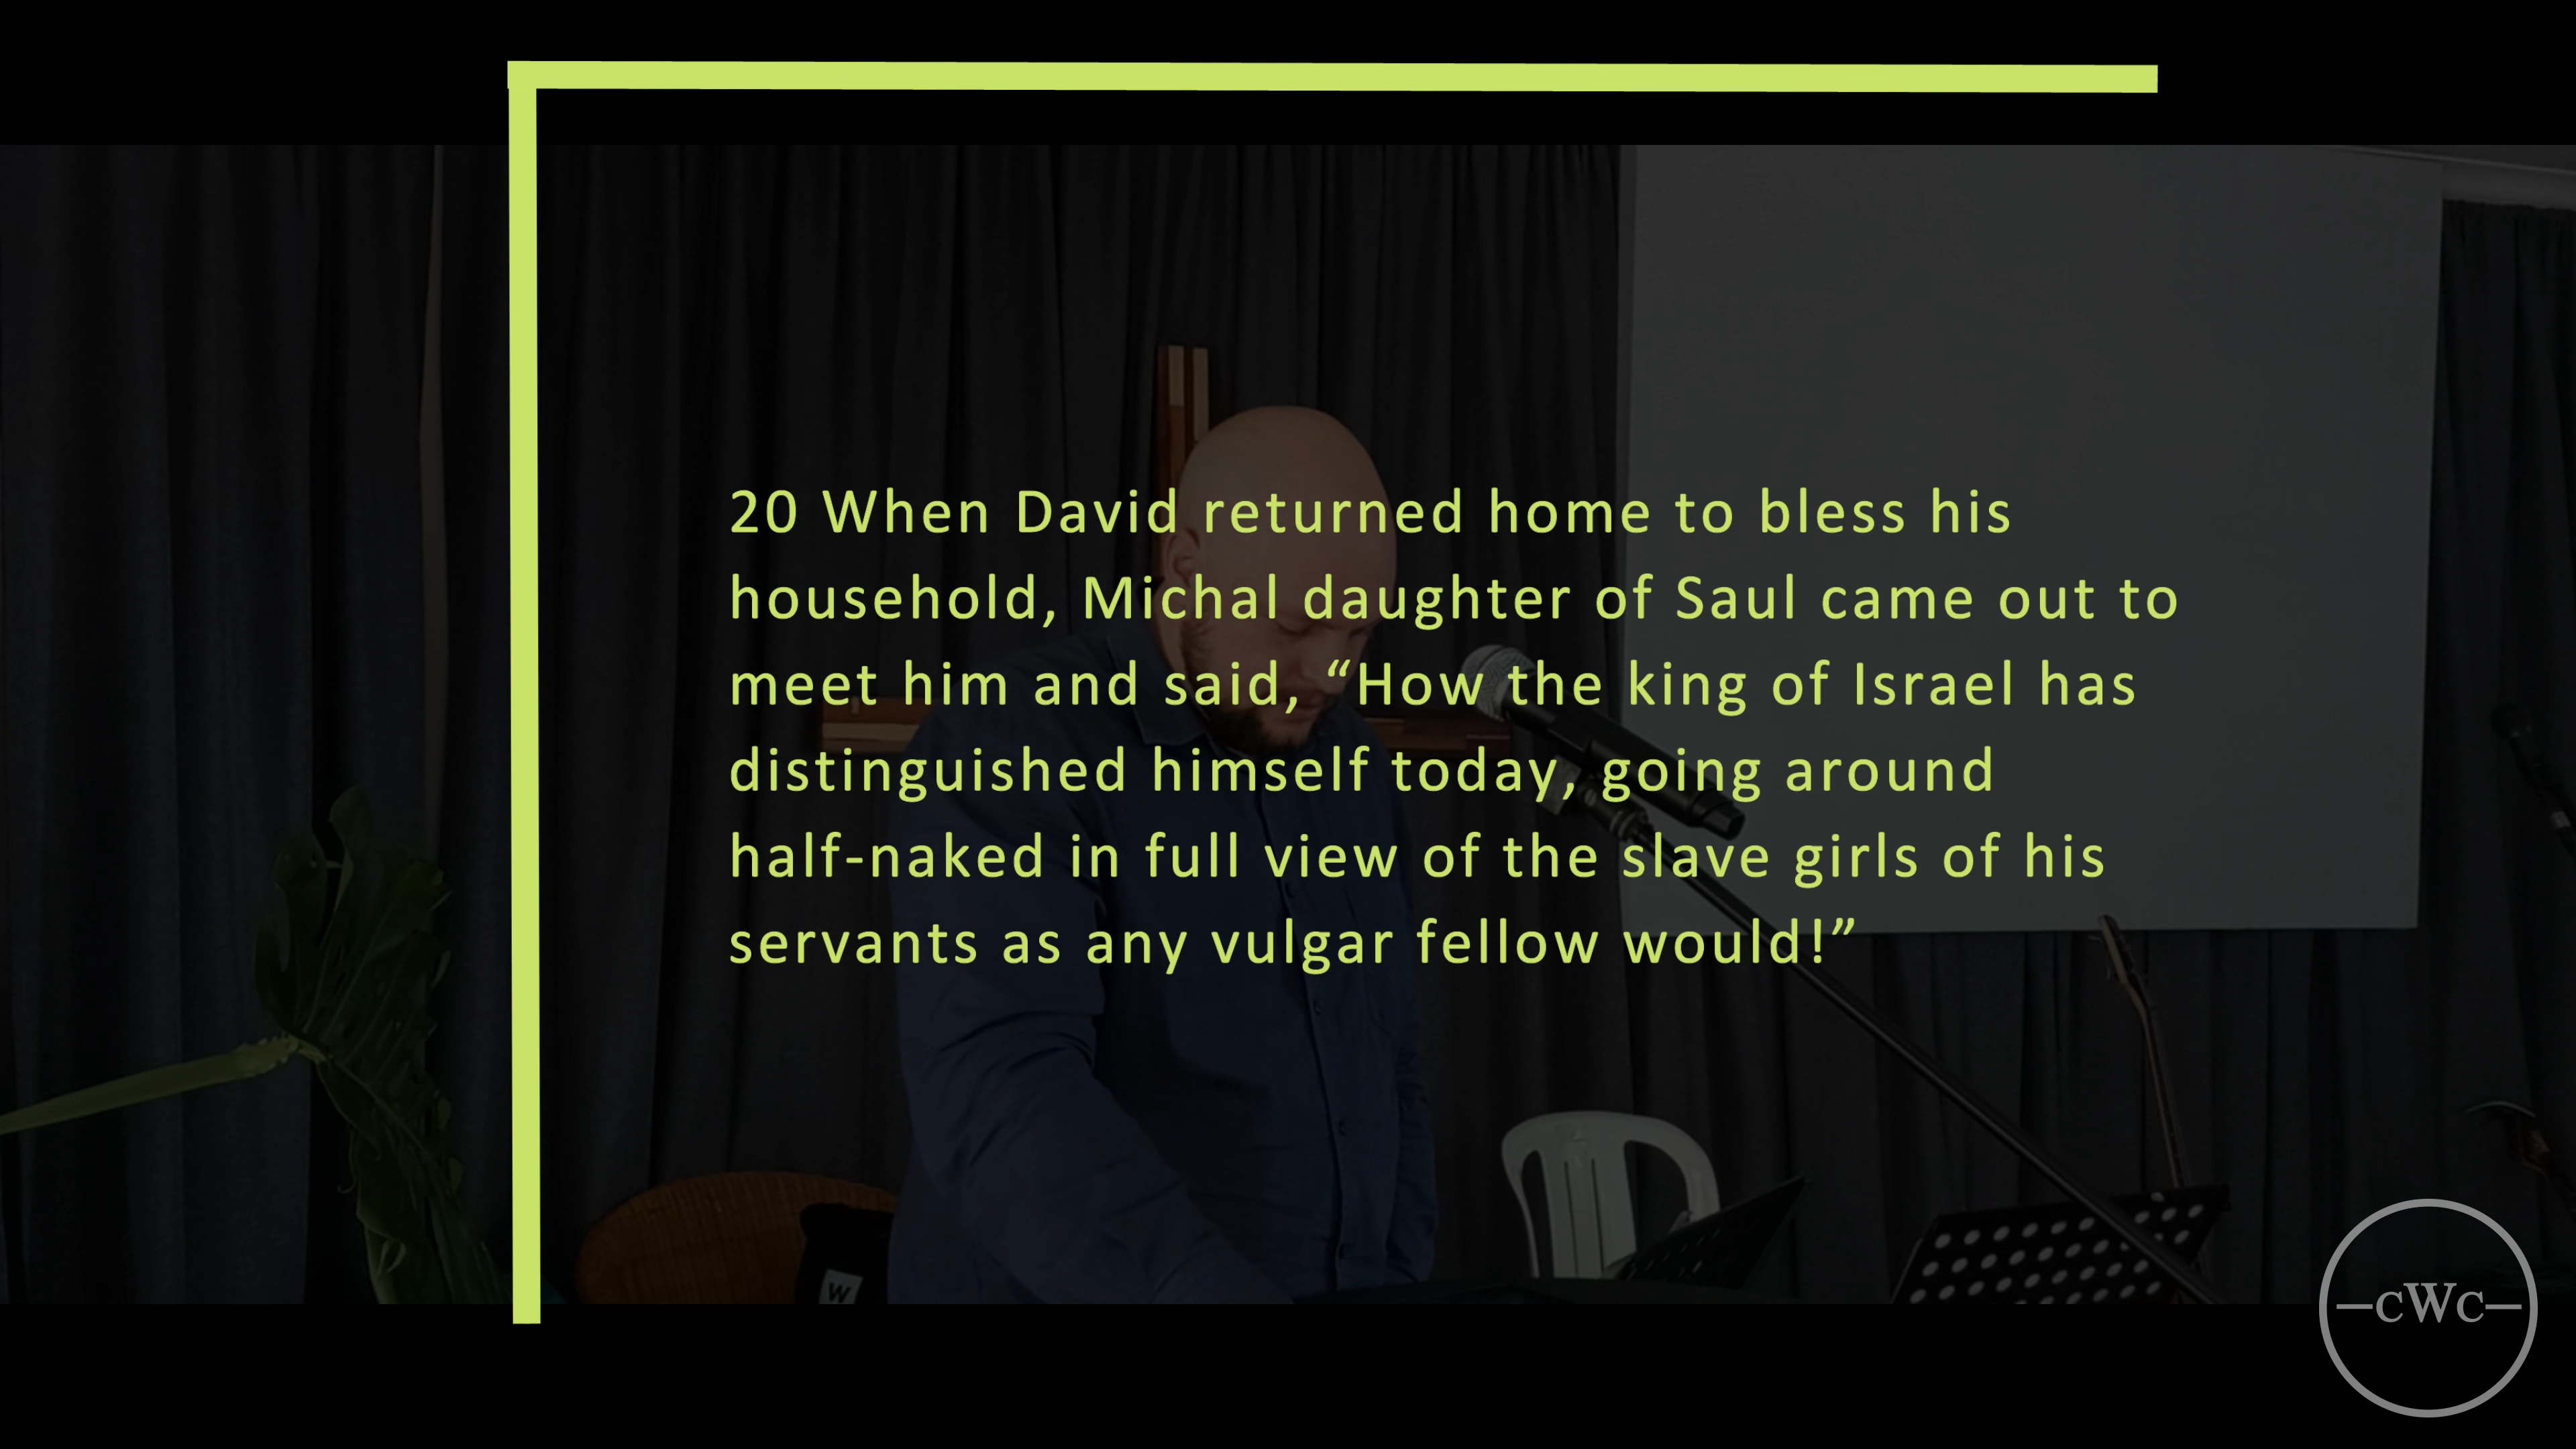 20 When David returned home to bless his
household, Michal daughter of Saul came out to
meet him and said, “How the king of Israel has
distinguished himself today, going around
half-naked in full view of the slave girls of his
servants as any vulgar fellow would!”
W
CWC